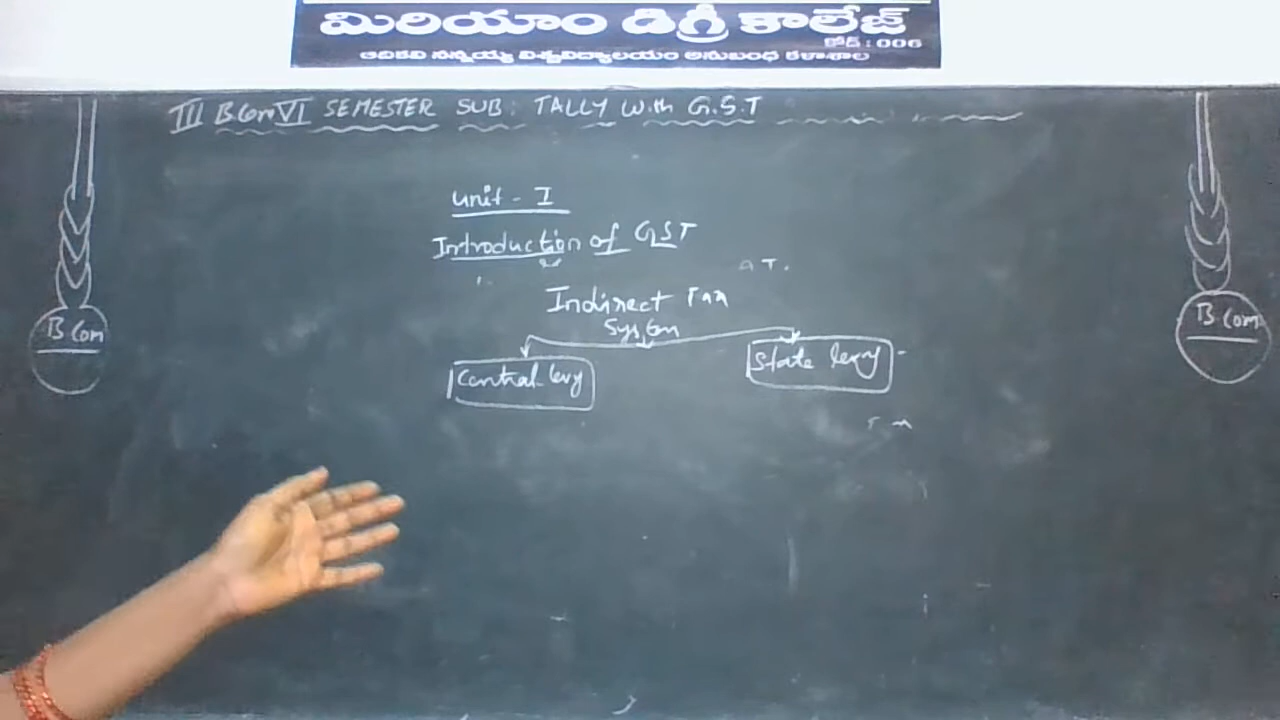 మిరియాం డిగ్రీ కాలేజ్
కోడ్ : 006
ఆదికవి నన్నయ్య విశ్వవిద్యాలయం అనుబంధ కళాశాల
III B.Com VI SEMESTER SUB : TALLY With G.S.T
Unit - I
Introduction of GST
Indirect Tax
System
Central levy
State levy
B Com
B Com